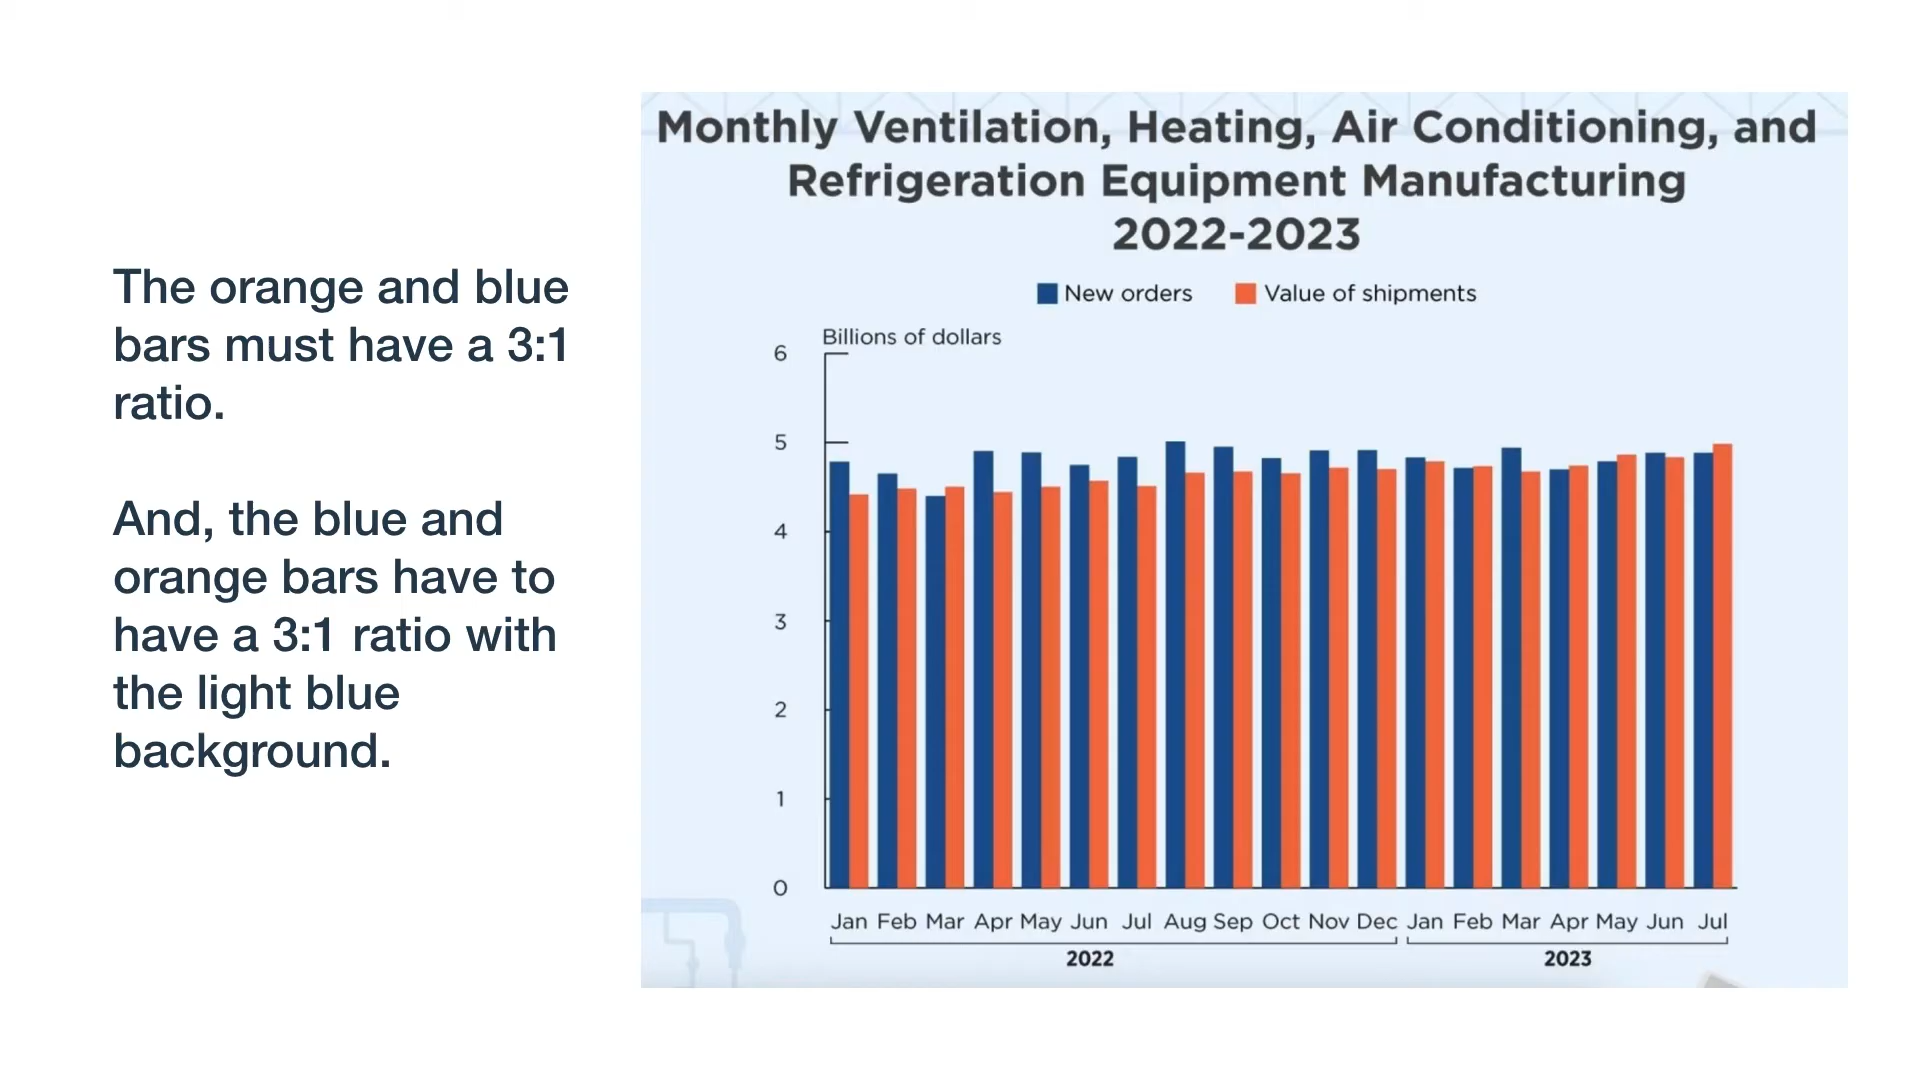 The orange and blue
bars must have a 3:1
ratio.
And, the blue and
orange bars have to
have a 3:1 ratio with
the light blue
background.
Monthly Ventilation, Heating, Air Conditioning, and
Refrigeration Equipment Manufacturing
2022-2023
New orders Value of shipments
Billions of dollars
6
5
4
3
2
1
0
Jan Feb Mar Apr May Jun Jul Aug Sep Oct Nov Dec Jan Feb Mar Apr May Jun Jul
2022 2023